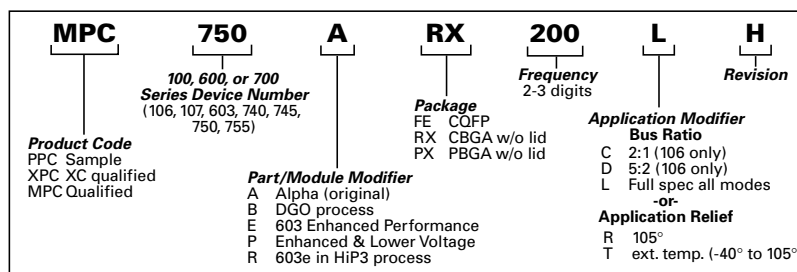 MPC 750 A RX 200 L H
100, 600, or 700
Series Device Number
(106, 107, 603, 740, 745,
750, 755)
Frequency
2-3 digits
Revision
Package
FE CQFP
RX CBGA w/o lid
PX PBGA w/o lid
Product Code
PPC Sample
XPC XC qualified
MPC Qualified
Part/Module Modifier
A Alpha (original)
B DGO process
E 603 Enhanced Performance
P Enhanced & Lower Voltage
R 603e in HiP3 process
Application Modifier
Bus Ratio
C 2:1 (106 only)
D 5:2 (106 only)
L Full spec all modes
-or-
Application Relief
R 105°
T ext. temp. (-40° to 105°